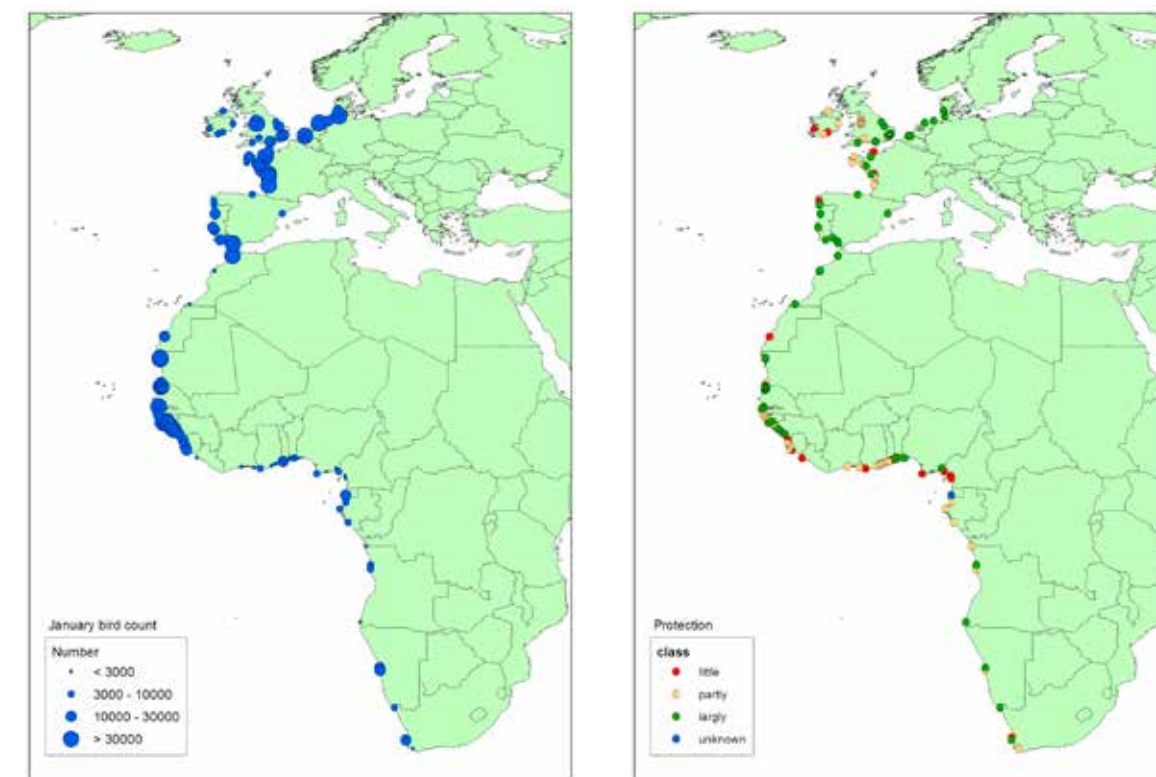 January bird count
Number
< 3000
3000 - 10000
10000 - 30000
> 30000
Protection
class
little
partly
largly
unknown